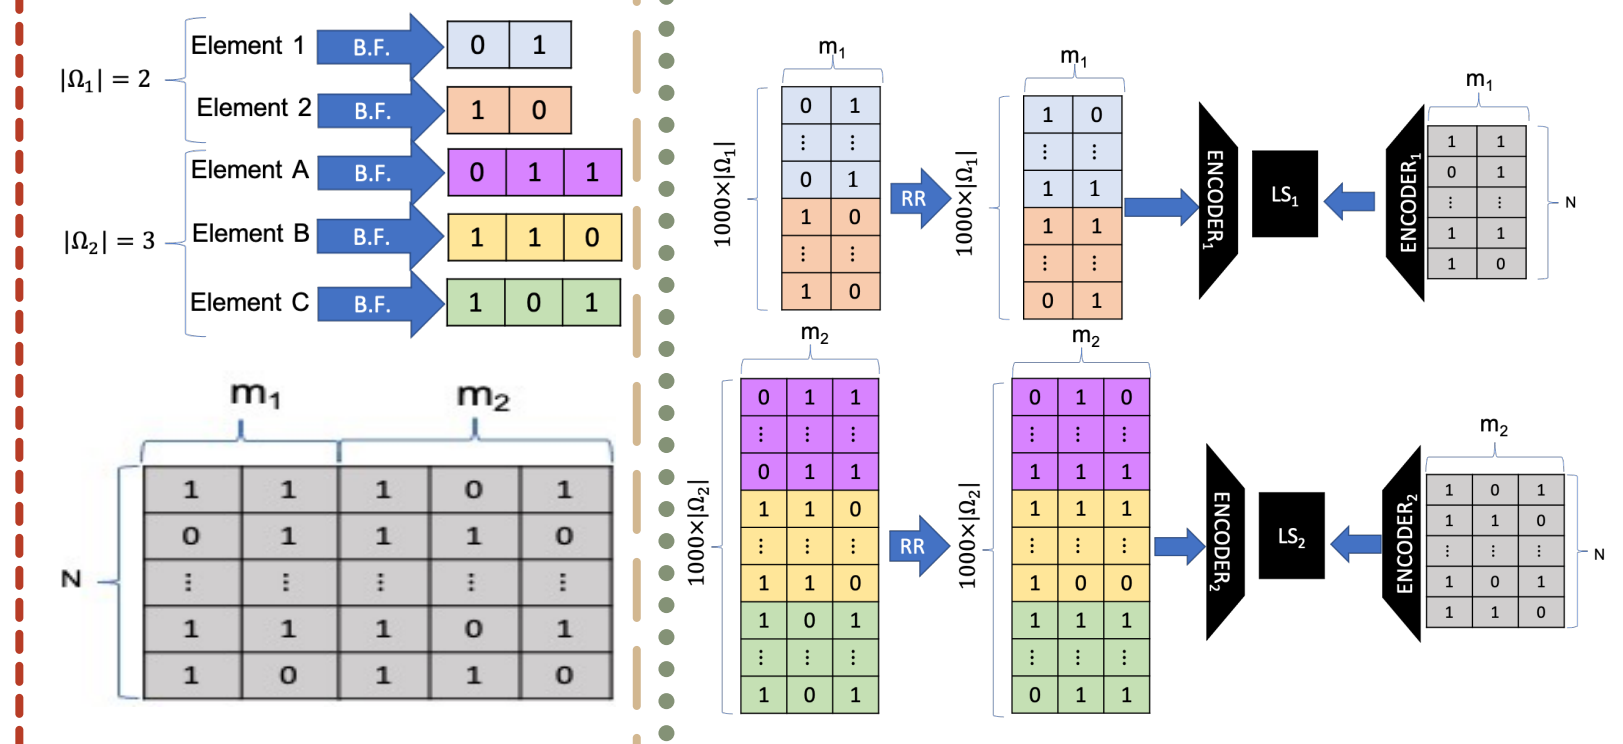 |Ω₁| = 2
Element 1 B.F. 0 1
Element 2 B.F. 1 0
|Ω₂| = 3
Element A B.F. 0 1 1
Element B B.F. 1 1 0
Element C B.F. 1 0 1
m₁ m₂
N
1 1 1 0 1
0 1 1 1 0
⋮ ⋮ ⋮ ⋮ ⋮
1 1 1 0 1
1 0 1 1 0
m₁
1000×|Ω₁|
0 1
⋮ ⋮
0 1
1 0
⋮ ⋮
1 0
RR
m₁
1000×|Ω₁|
1 0
⋮ ⋮
1 1
1 1
⋮ ⋮
0 1
ENCODER₁
LS₁
ENCODER₁
m₁
1 1
0 1
⋮ ⋮
1 1
1 0
N
m₂
1000×|Ω₂|
0 1 1
⋮ ⋮ ⋮
0 1 1
1 1 0
⋮ ⋮ ⋮
1 1 0
1 0 1
⋮ ⋮ ⋮
1 0 1
RR
m₂
1000×|Ω₂|
0 1 0
⋮ ⋮ ⋮
1 1 1
1 1 1
⋮ ⋮ ⋮
1 0 0
1 1 1
⋮ ⋮ ⋮
0 1 1
ENCODER₂
LS₂
ENCODER₂
m₂
1 0 1
1 1 0
⋮ ⋮ ⋮
1 0 1
1 1 0
N